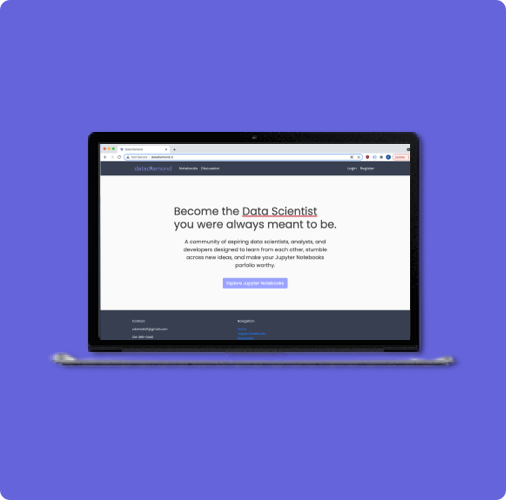 datadiamond
Notebooks Discussion
Login Register
Become the Data Scientist
you were always meant to be.
A community of aspiring data scientists, analysts, and
developers designed to learn from each other, stumble
across new ideas, and make your Jupyter Notebooks
porfolio worthy.
Explore Jupyter Notebooks
Contact
Navigation